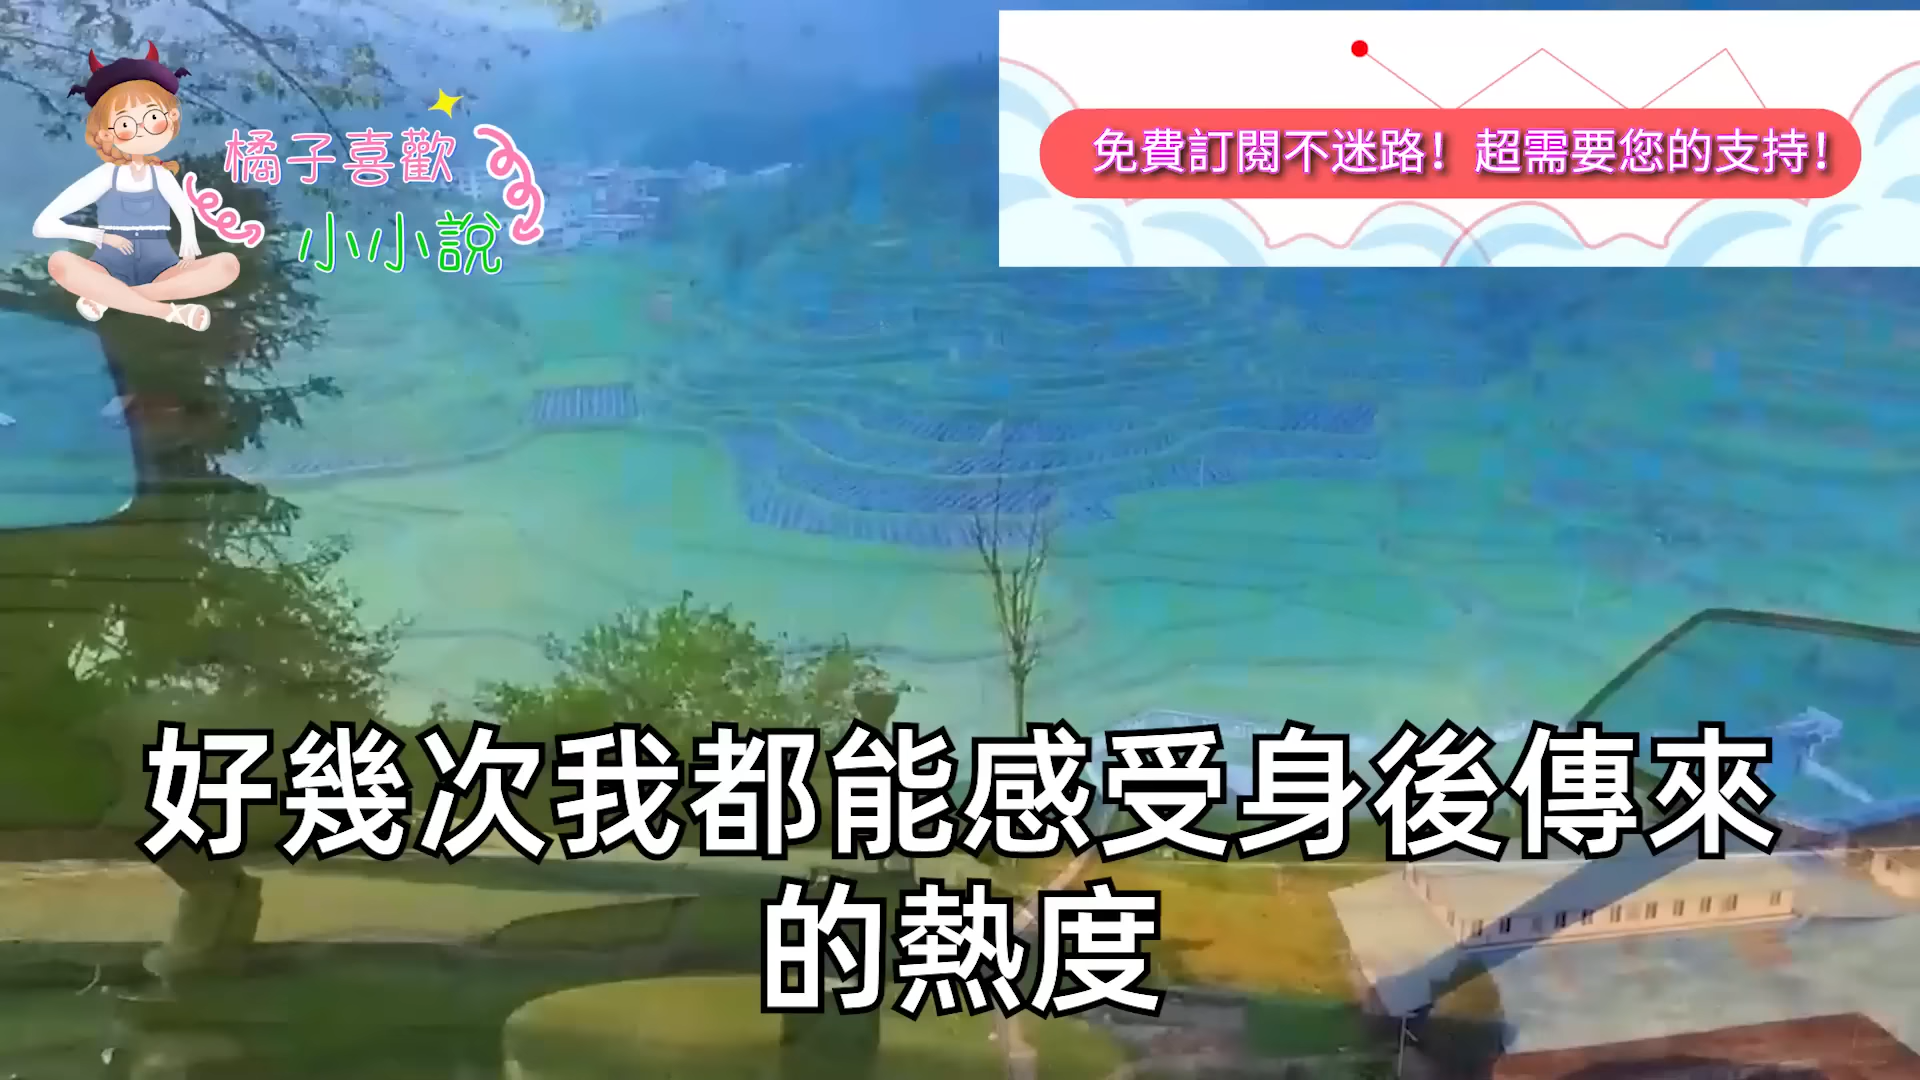 橘子喜歡
小小說
免費訂閱不迷路！超需要您的支持！
好幾次我都能感受身後傳來
的熱度